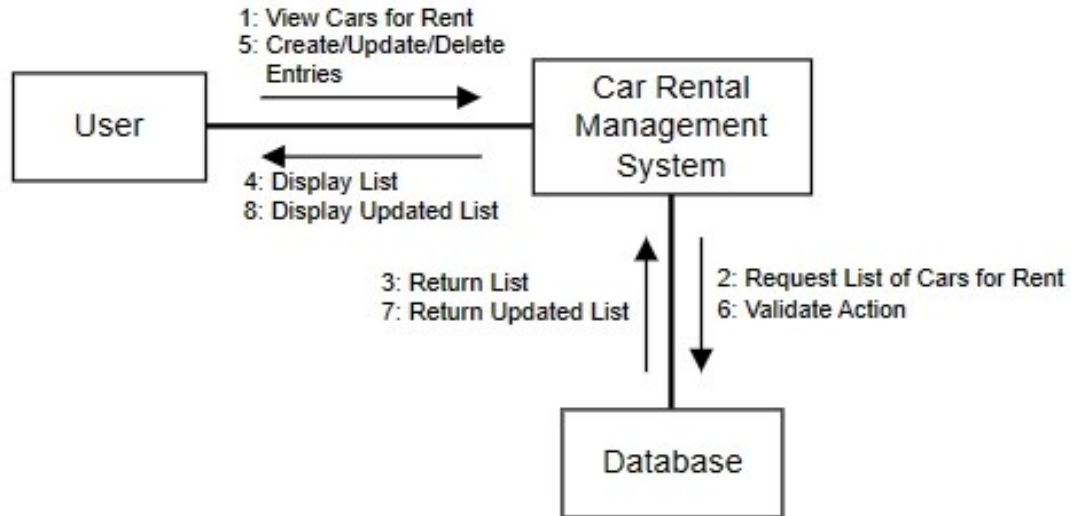 1: View Cars for Rent
5: Create/Update/Delete
Entries
User
Car Rental
Management
System
4: Display List
8: Display Updated List
3: Return List
7: Return Updated List
2: Request List of Cars for Rent
6: Validate Action
Database